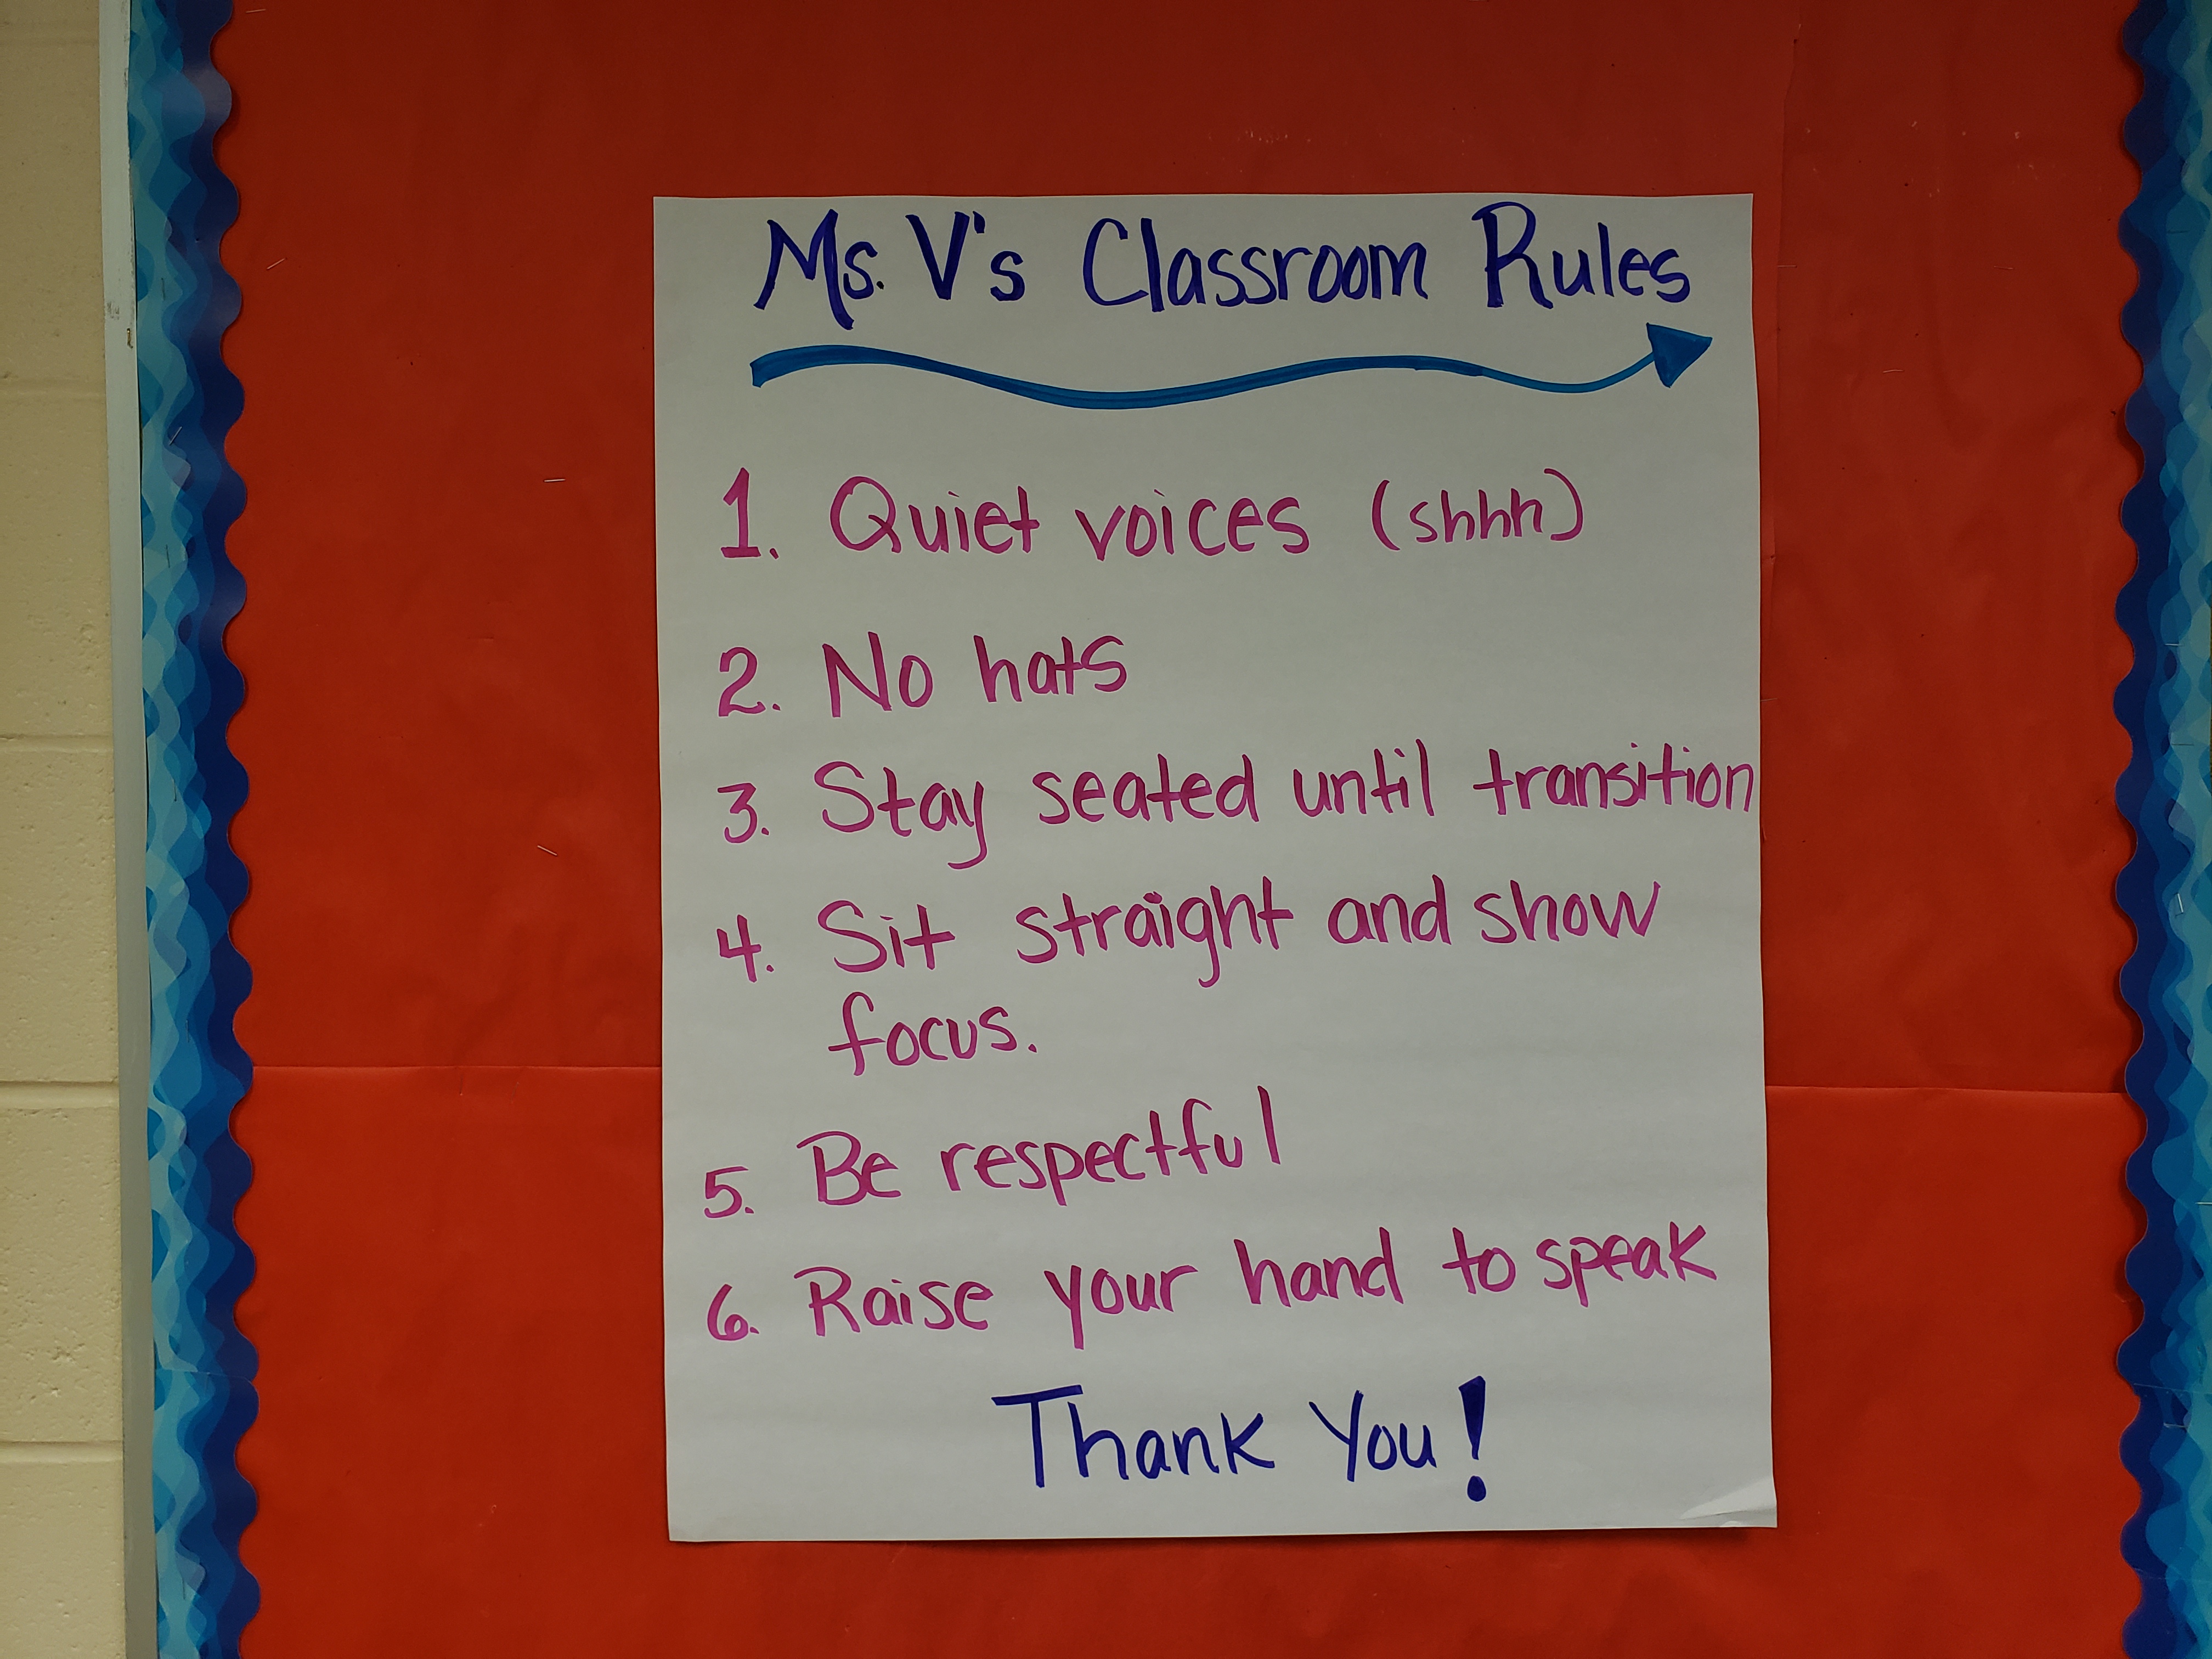 Ms. V's Classroom Rules
1. Quiet voices (shhh)
2. No hats
3. Stay seated until transition
4. Sit straight and show
focus.
5. Be respectful
6. Raise your hand to speak
Thank You!